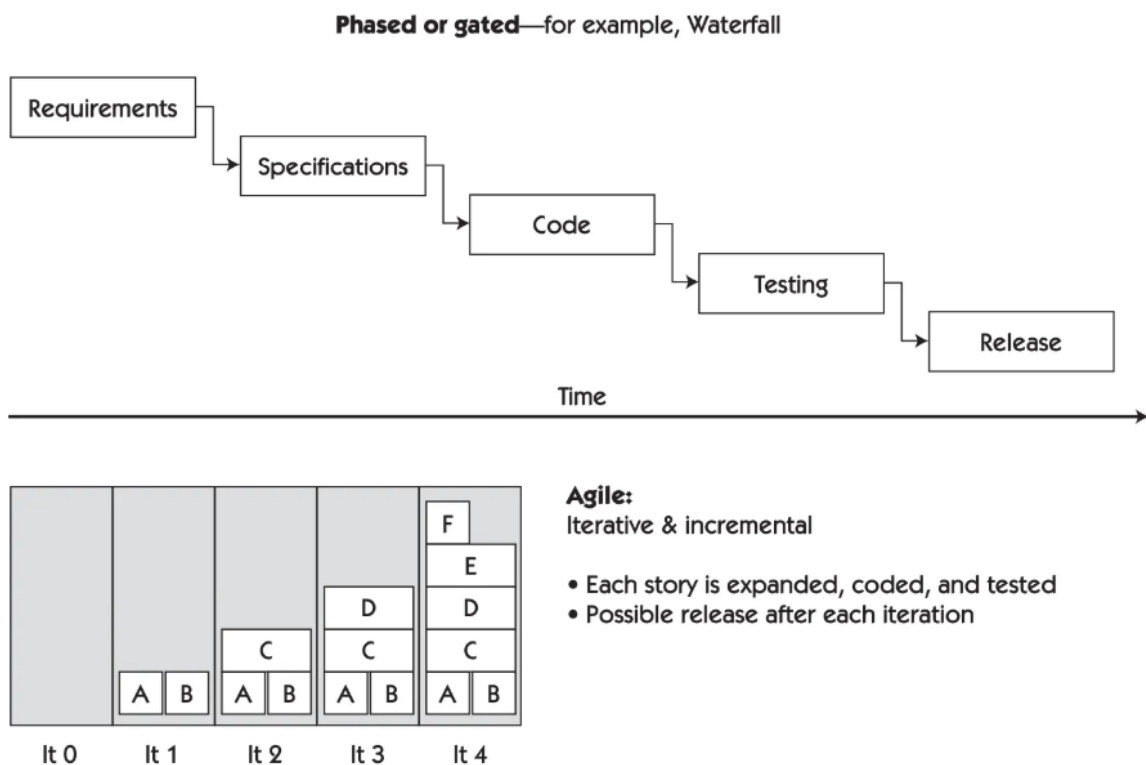 Phased or gated—for example, Waterfall
Requirements
Specifications
Code
Testing
Release
Time
Agile:
Iterative & incremental
• Each story is expanded, coded, and tested
• Possible release after each iteration
F
E
D D
C C C
A B A B A B A B
It 0 It 1 It 2 It 3 It 4